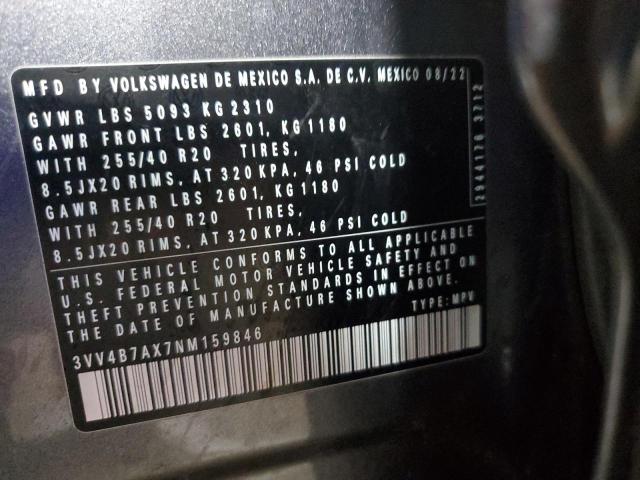 MFD BY VOLKSWAGEN DE MEXICO S.A. DE C.V. MEXICO 08/22
GVWR LBS 5093 KG 2310
GAWR FRONT LBS 2601, KG 1180
WITH 255/40 R20 TIRES,
8.5JX20 RIMS, AT 320 KPA, 46 PSI COLD
GAWR REAR LBS 2601, KG 1180
WITH 255/40 R20 TIRES,
8.5JX20 RIMS, AT 320 KPA, 46 PSI COLD
THIS VEHICLE CONFORMS TO ALL APPLICABLE
U.S. FEDERAL MOTOR VEHICLE SAFETY AND
THEFT PREVENTION STANDARDS IN EFFECT ON
THE DATE OF MANUFACTURE SHOWN ABOVE.
TYPE: MPV
3VV4B7AX7NM159846
2944176 3712